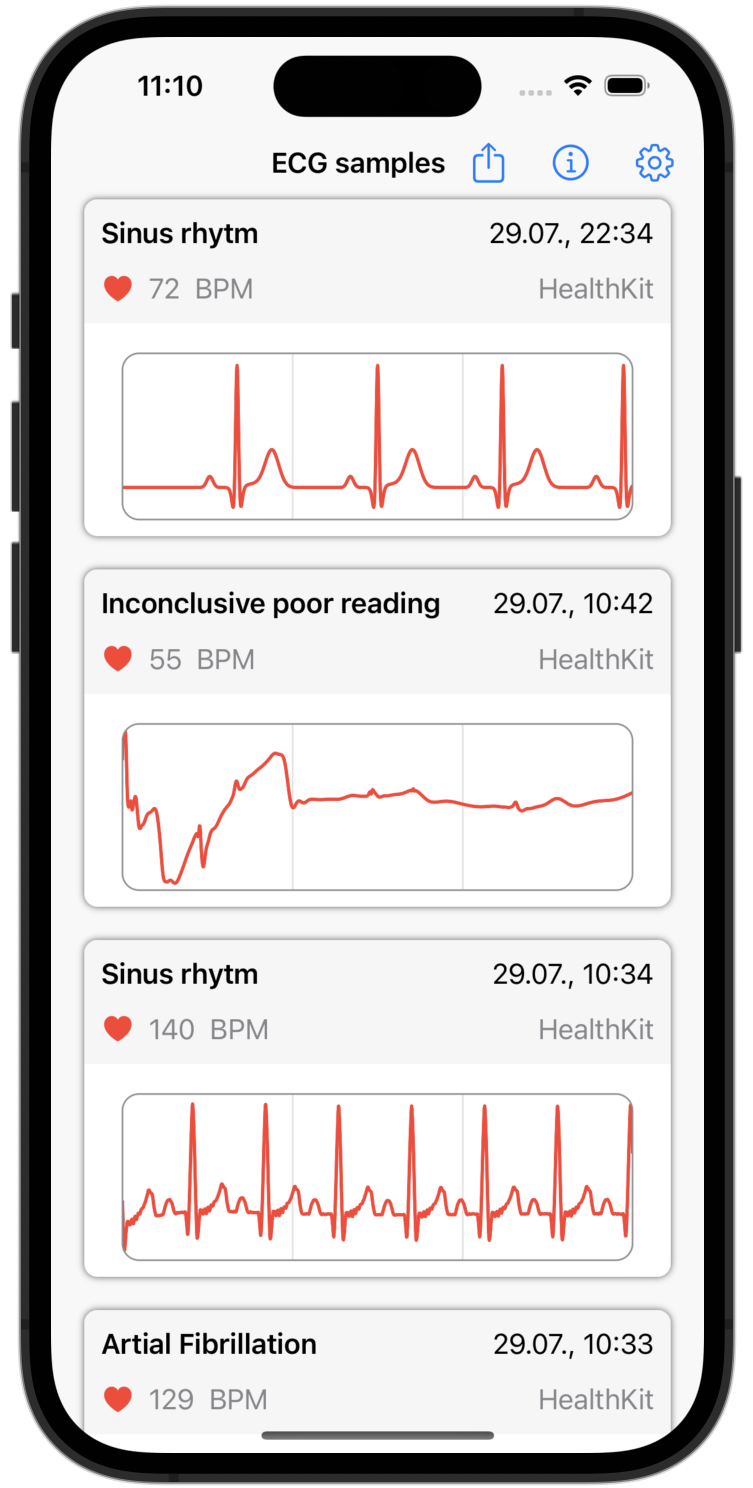 11:10
ECG samples
Sinus rhytm 29.07., 22:34
72 BPM HealthKit
Inconclusive poor reading 29.07., 10:42
55 BPM HealthKit
Sinus rhytm 29.07., 10:34
140 BPM HealthKit
Artial Fibrillation 29.07., 10:33
129 BPM HealthKit